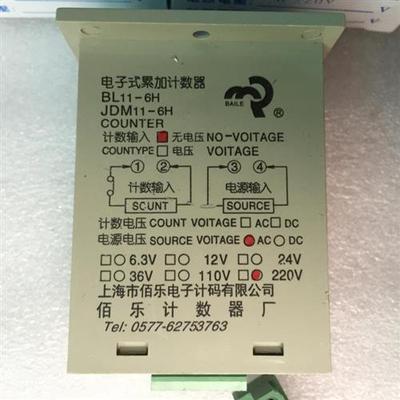 电子式累加计数器
BL11-6H
JDM11-6H
COUNTER
BAILE ®
计数输入 无电压 NO-VOLTAGE
COUNTYPE 电压 VOLTAGE
① ② ③ ④
计数输入 电源输入
SOUNT SOURCE
计数电压 COUNT VOLTAGE AC DC
电源电压 SOURCE VOLTAGE AC DC
6.3V 12V 24V
36V 110V 220V
上海市佰乐电子计码有限公司
佰乐计数器厂
Tel: 0577-62753763